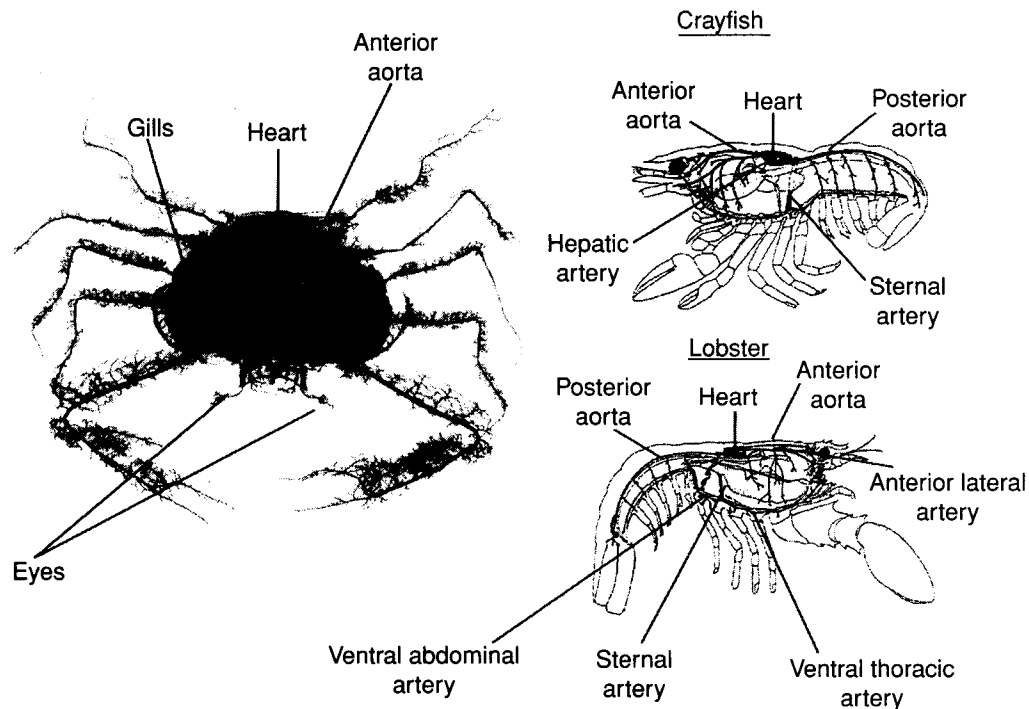 Anterior
aorta
Gills
Heart
Eyes
Crayfish
Anterior
aorta
Heart
Posterior
aorta
Hepatic
artery
Sternal
artery
Lobster
Posterior
aorta
Heart
Anterior
aorta
Anterior lateral
artery
Ventral abdominal
artery
Sternal
artery
Ventral thoracic
artery